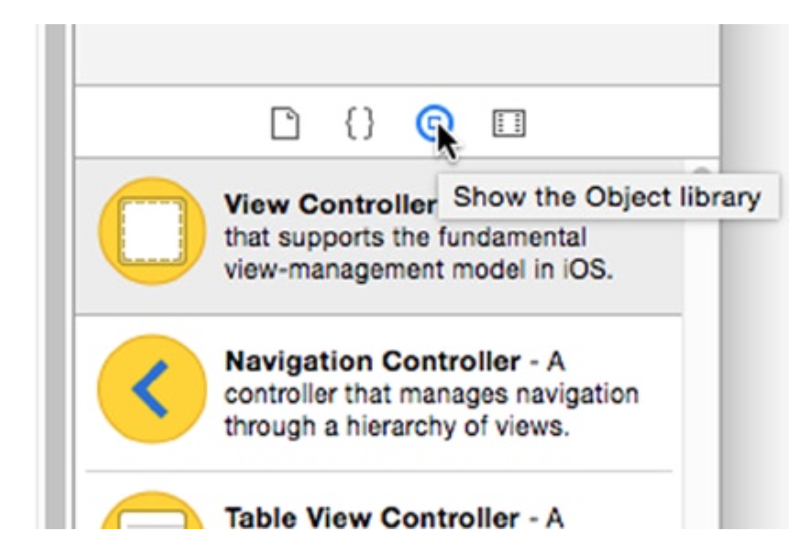 {}
Show the Object library
View Controller
that supports the fundamental
view-management model in iOS.
Navigation Controller - A
controller that manages navigation
through a hierarchy of views.
Table View Controller - A